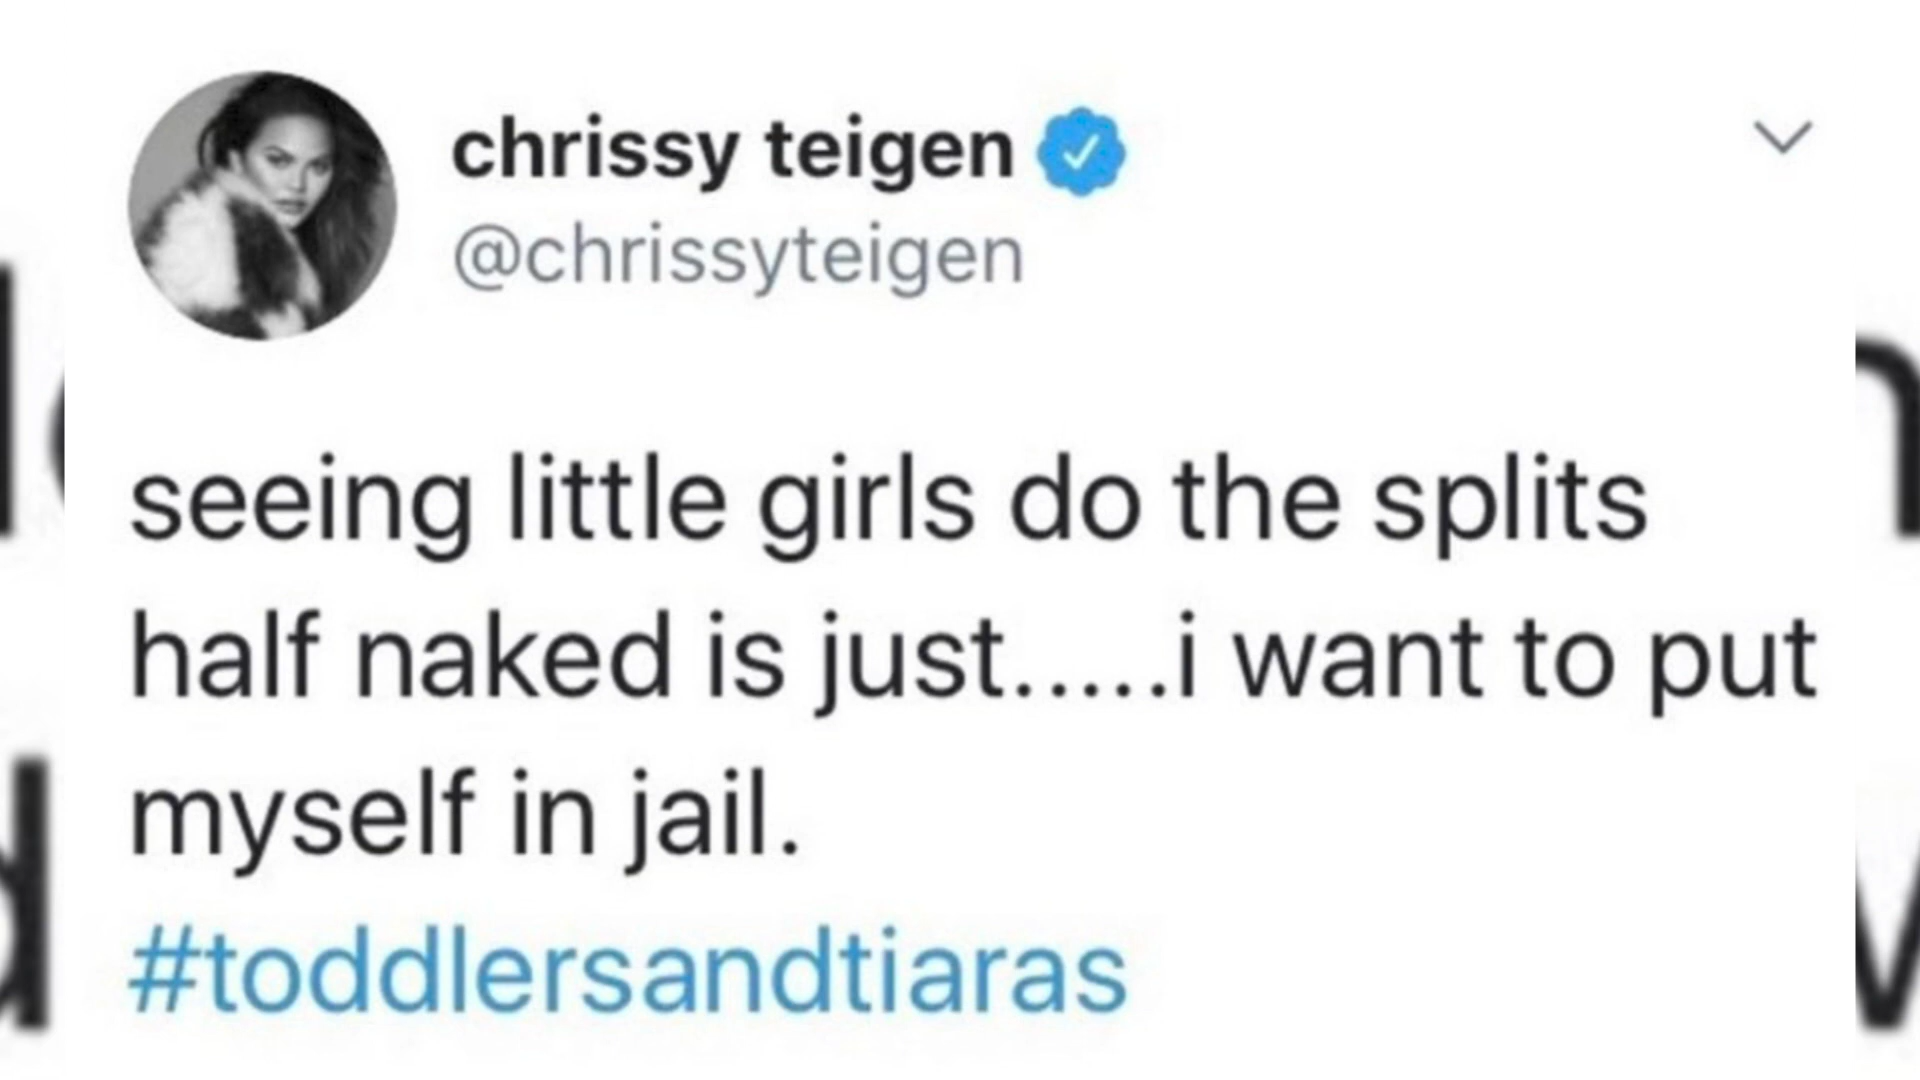 chrissy teigen
@chrissyteigen
seeing little girls do the splits
half naked is just.....i want to put
myself in jail.
#toddlersandtiaras